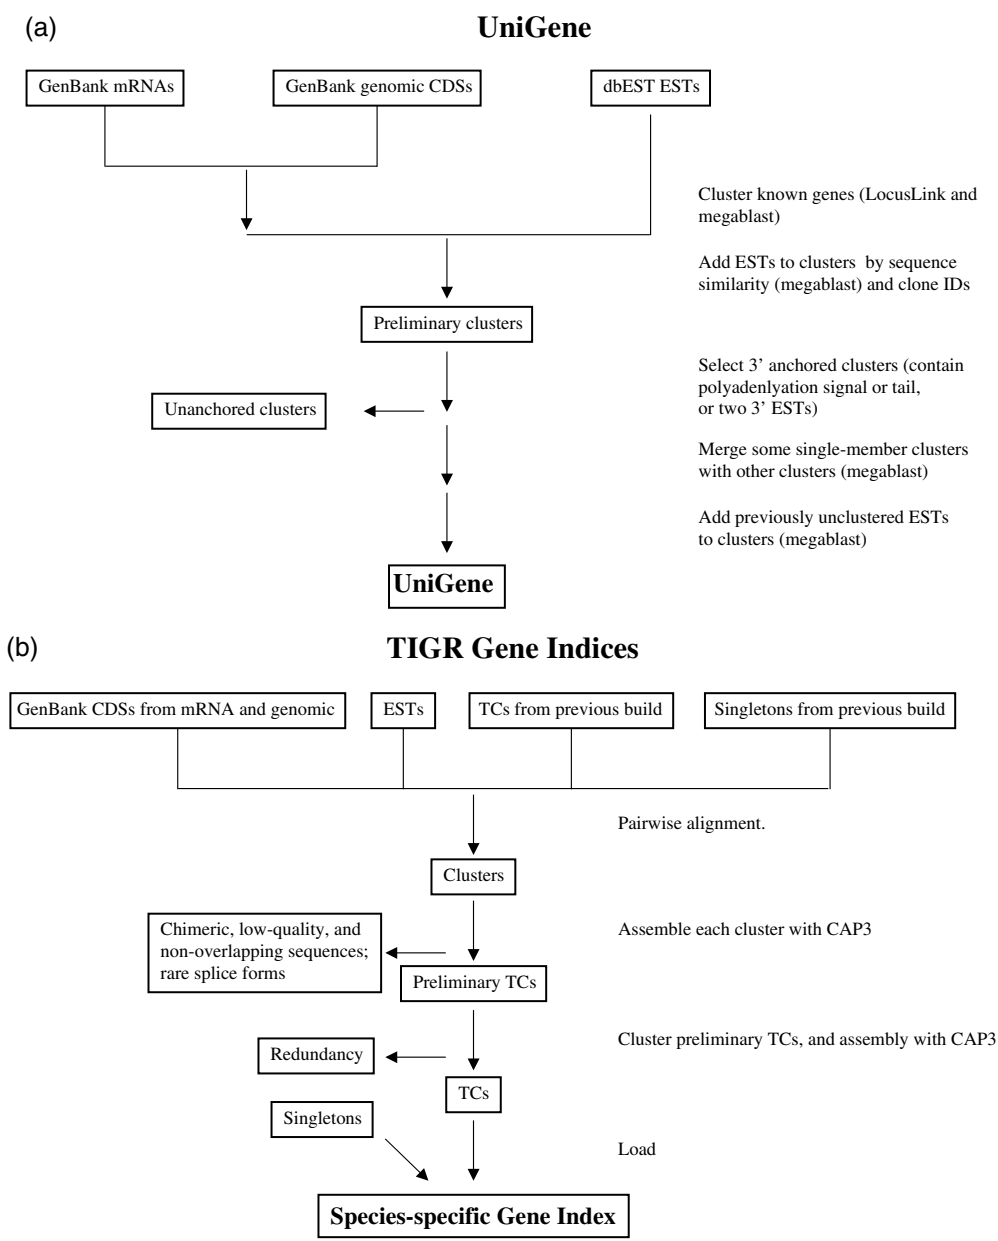 (a)
UniGene
GenBank mRNAs
GenBank genomic CDSs
dbEST ESTs
Cluster known genes (LocusLink and
megablast)
Add ESTs to clusters by sequence
similarity (megablast) and clone IDs
Preliminary clusters
Select 3’ anchored clusters (contain
polyadenlyation signal or tail,
or two 3’ ESTs)
Unanchored clusters
Merge some single-member clusters
with other clusters (megablast)
Add previously unclustered ESTs
to clusters (megablast)
UniGene
(b)
TIGR Gene Indices
GenBank CDSs from mRNA and genomic
ESTs
TCs from previous build
Singletons from previous build
Pairwise alignment.
Clusters
Chimeric, low-quality, and
non-overlapping sequences;
rare splice forms
Assemble each cluster with CAP3
Preliminary TCs
Cluster preliminary TCs, and assembly with CAP3
Redundancy
TCs
Singletons
Load
Species-specific Gene Index